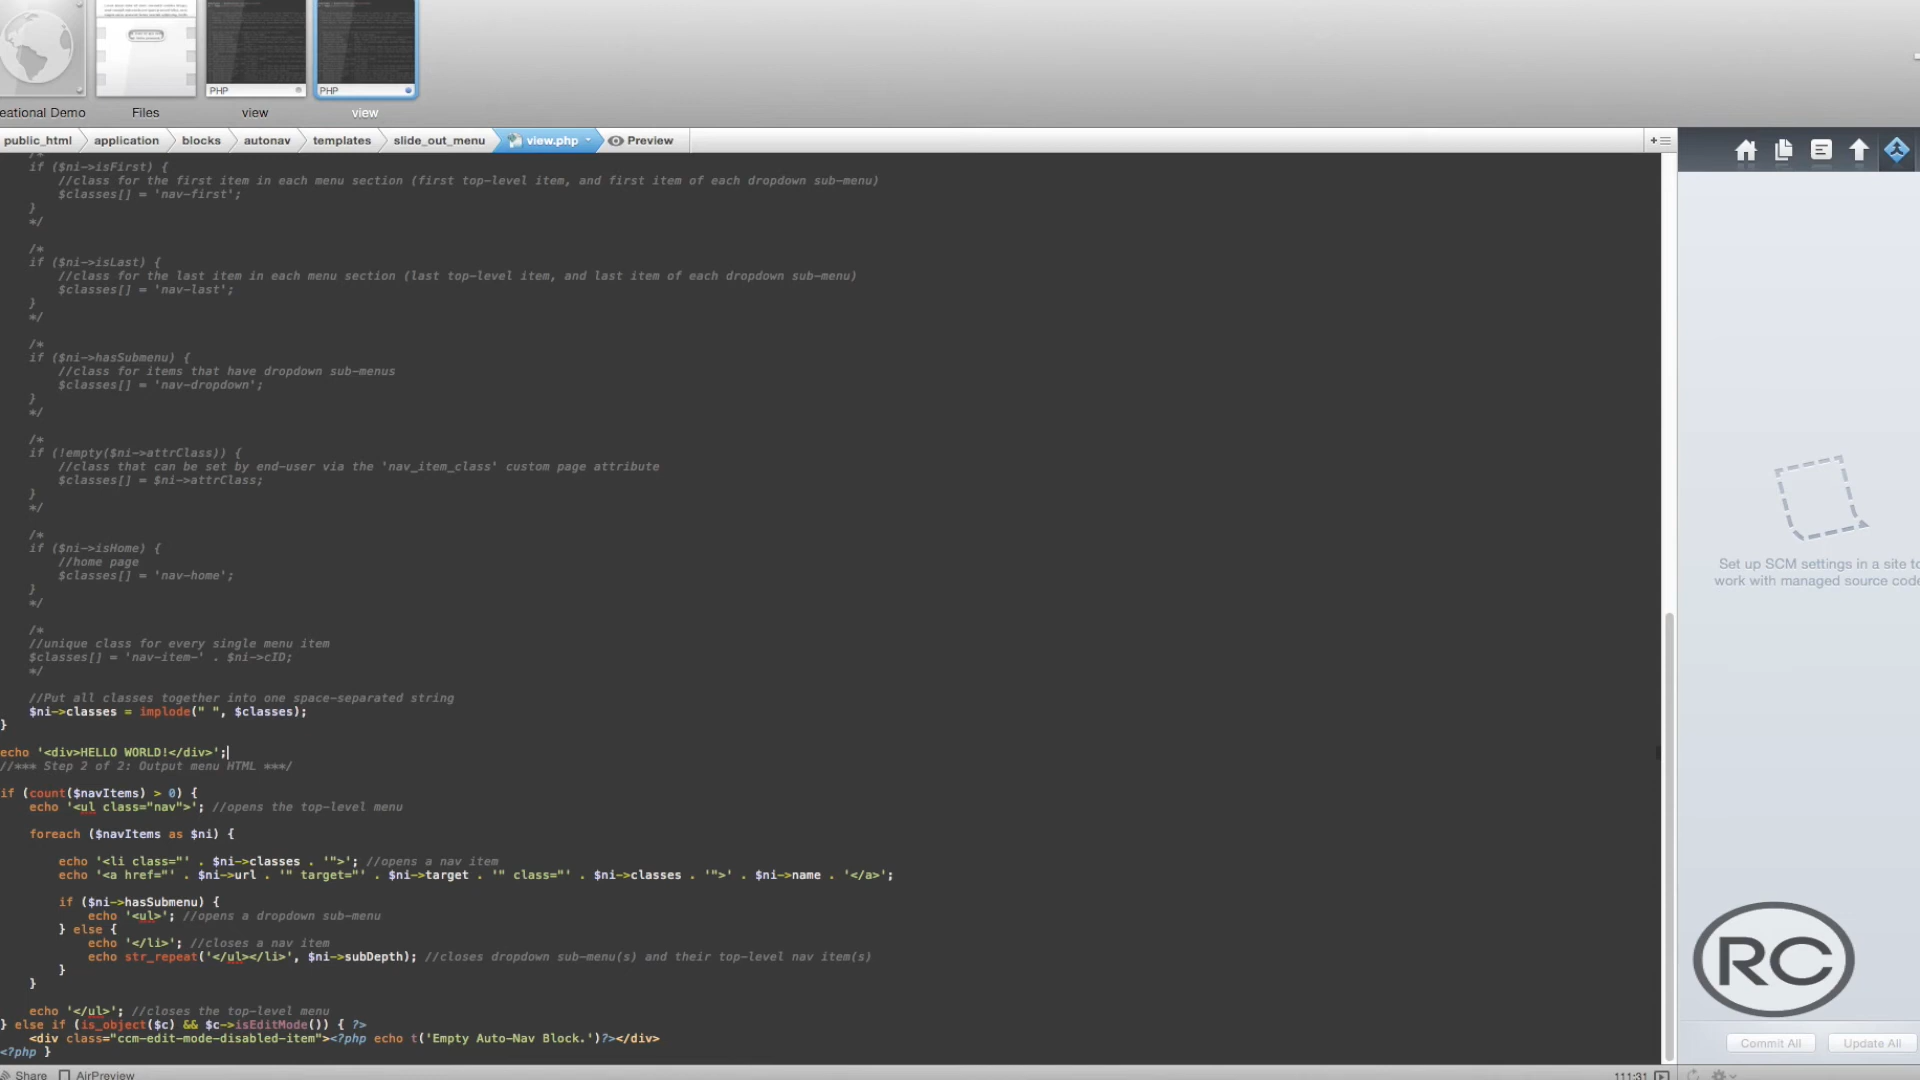 PHP
PHP
eational Demo
Files
view
view
public_html
application
blocks
autonav
templates
slide_out_menu
view.php
Preview
/*
if ($ni->isFirst) {
//class for the first item in each menu section (first top-level item, and first item of each dropdown sub-menu)
$classes[] = 'nav-first';
}
*/
/*
if ($ni->isLast) {
//class for the last item in each menu section (last top-level item, and last item of each dropdown sub-menu)
$classes[] = 'nav-last';
}
*/
/*
if ($ni->hasSubmenu) {
//class for items that have dropdown sub-menus
$classes[] = 'nav-dropdown';
}
*/
/*
if (!empty($ni->attrClass)) {
//class that can be set by end-user via the 'nav_item_class' custom page attribute
$classes[] = $ni->attrClass;
}
*/
/*
if ($ni->isHome) {
//home page
$classes[] = 'nav-home';
}
*/
/*
//unique class for every single menu item
$classes[] = 'nav-item-' . $ni->cID;
*/
//Put all classes together into one space-separated string
$ni->classes = implode(" ", $classes);
}
echo '<div>HELLO WORLD!</div>';
//*** Step 2 of 2: Output menu HTML ***/
if (count($navItems) > 0) {
echo '<ul class="nav">'; //opens the top-level menu
foreach ($navItems as $ni) {
echo '<li class="' . $ni->classes . '">'; //opens a nav item
echo '<a href="' . $ni->url . '" target="' . $ni->target . '" class="' . $ni->classes . '">' . $ni->name . '</a>';
if ($ni->hasSubmenu) {
echo '<ul>'; //opens a dropdown sub-menu
} else {
echo '</li>'; //closes a nav item
echo str_repeat('</ul></li>', $ni->subDepth); //closes dropdown sub-menu(s) and their top-level nav item(s)
}
}
echo '</ul>'; //closes the top-level menu
} else if (is_object($c) && $c->isEditMode()) { ?>
<div class="ccm-edit-mode-disabled-item"><?php echo t('Empty Auto-Nav Block.')?></div>
<?php }
Set up SCM settings in a site to
work with managed source code
RC
Commit All
Update All
Share
AirPreview
111:31